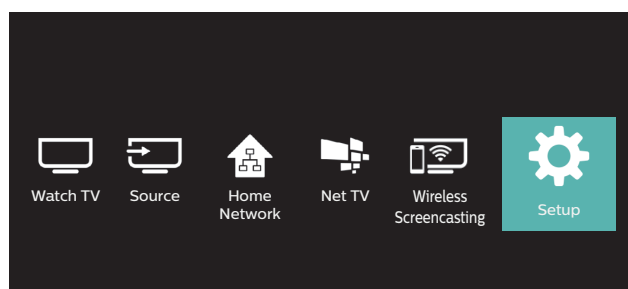 Watch TV
Source
Home
Network
Net TV
Wireless
Screencasting
Setup